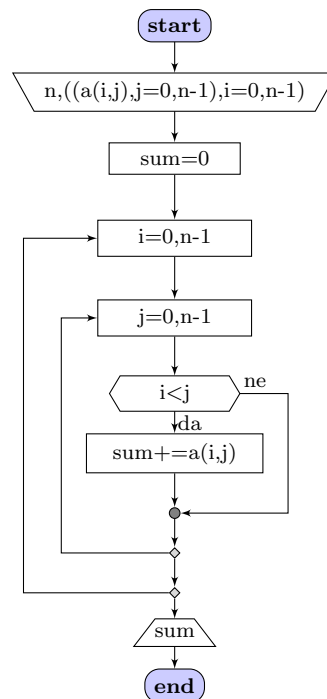 start
n,((a(i,j),j=0,n-1),i=0,n-1)
sum=0
i=0,n-1
j=0,n-1
i<j
ne
da
sum+=a(i,j)
sum
end